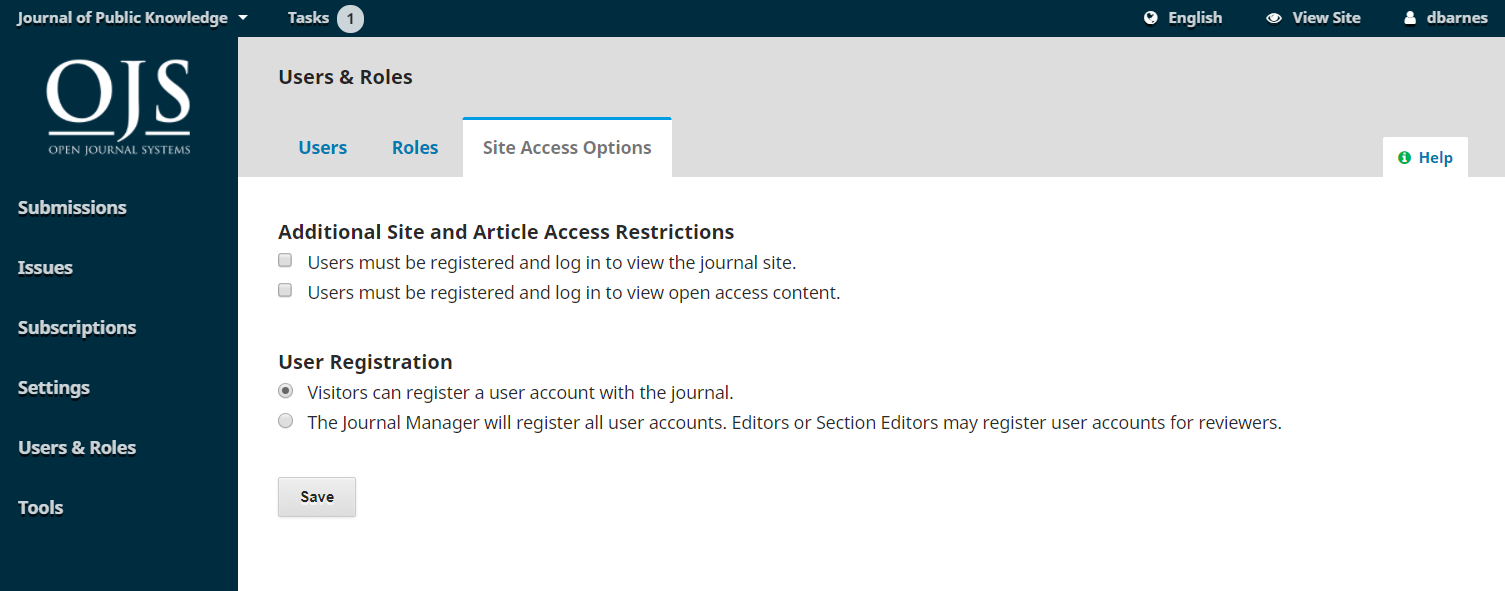 Journal of Public Knowledge Tasks 1 English View Site dbarnes
OJS
OPEN JOURNAL SYSTEMS
Submissions
Issues
Subscriptions
Settings
Users & Roles
Tools
Users & Roles
Users Roles Site Access Options
Help
Additional Site and Article Access Restrictions
Users must be registered and log in to view the journal site.
Users must be registered and log in to view open access content.
User Registration
Visitors can register a user account with the journal.
The Journal Manager will register all user accounts. Editors or Section Editors may register user accounts for reviewers.
Save